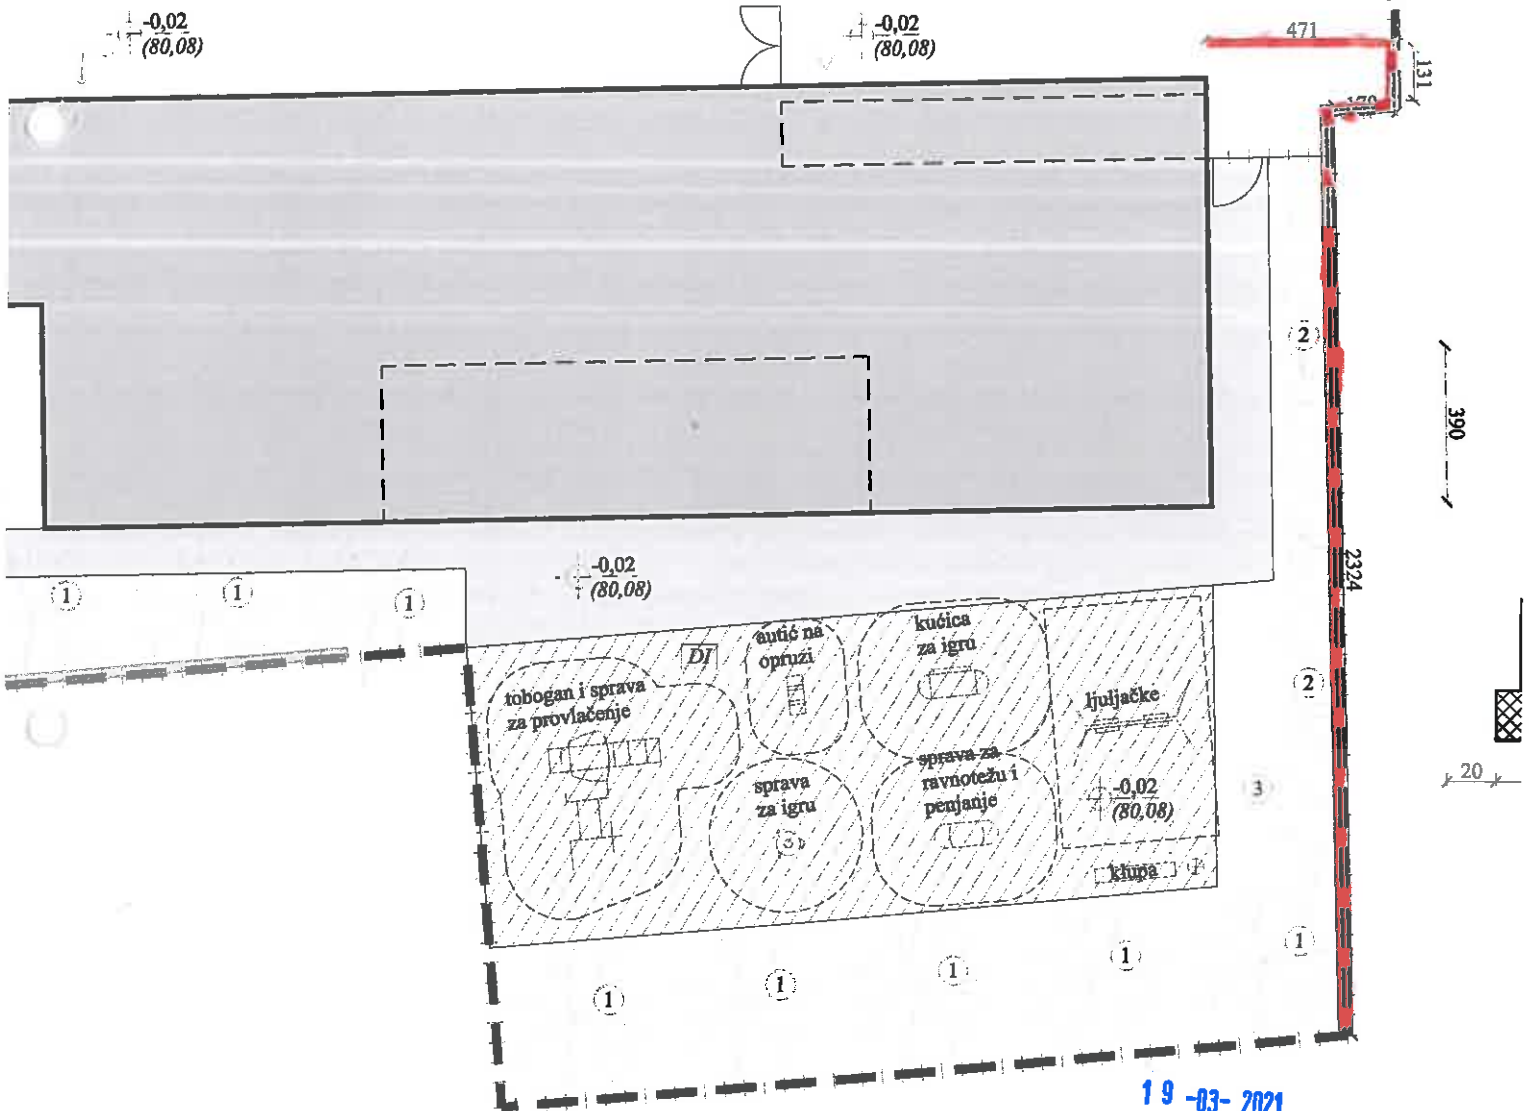 -0,02
(80,08)
-0,02
(80,08)
471
131
2
390
-0,02
(80,08)
2324
1
1
1
autić na
opruzi
kućica
za igru
DI
tobogan i sprava
za provlačenje
ljuljačke
2
sprava
za igru
3
sprava za
ravnotežu i
penjanje
-0,02
(80,08)
3
20
klupa
1
1
1
1
1
19 -03- 2021